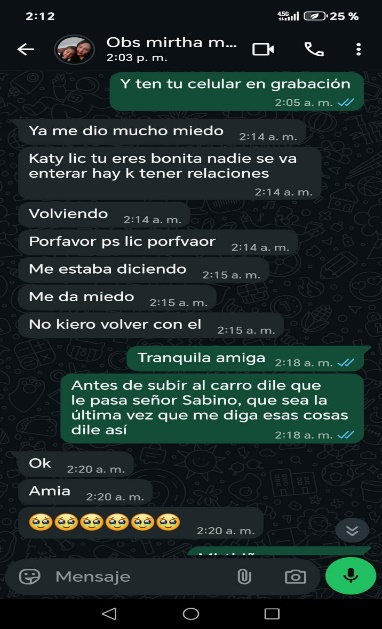 2:12
4.5G
25 %
Obs mirtha m...
2:03 p. m.
Y ten tu celular en grabación
2:05 a. m.
Ya me dio mucho miedo
2:14 a. m.
Katy lic tu eres bonita nadie se va
enterar hay k tener relaciones
2:14 a. m.
Volviendo
2:14 a. m.
Porfavor ps lic porfvaor
2:14 a. m.
Me estaba diciendo
2:15 a. m.
Me da miedo
2:15 a. m.
No kiero volver con el
2:15 a. m.
Tranquila amiga
2:18 a. m.
Antes de subir al carro dile que
le pasa señor Sabino, que sea la
última vez que me diga esas cosas
dile así
2:18 a. m.
Ok
2:20 a. m.
Amia
2:20 a. m.
🥹🥹🥹🥹🥹🥹
2:20 a. m.
Mensaje